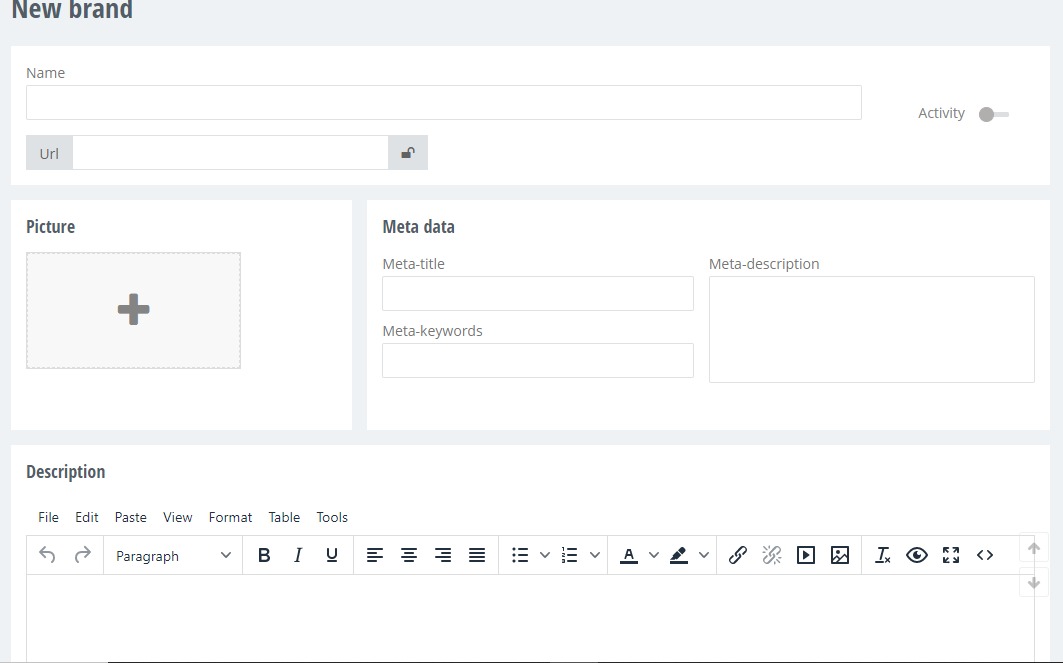 New brand
Name
Activity
Url
Picture
Meta data
Meta-title
Meta-description
Meta-keywords
Description
File Edit Paste View Format Table Tools
Paragraph B I U A